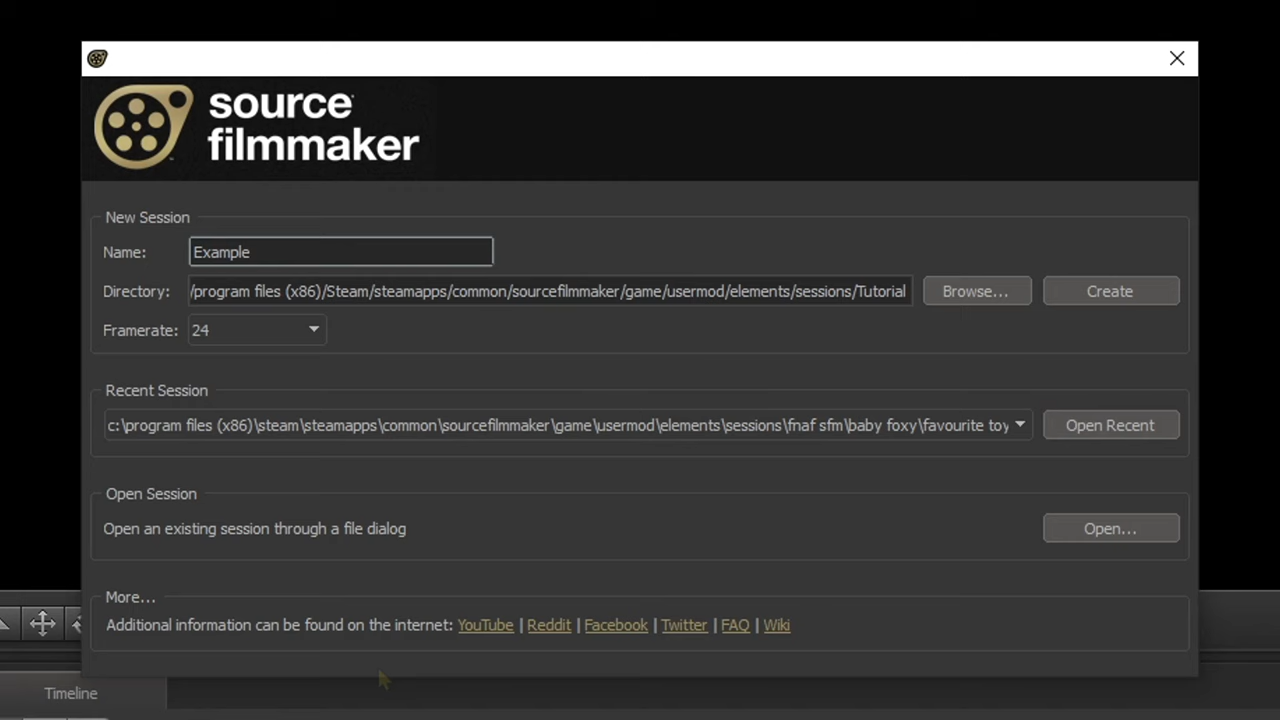 source
filmmaker
New Session
Name: Example
Directory: /program files (x86)/Steam/steamapps/common/sourcefilmmaker/game/usermod/elements/sessions/Tutorial Browse... Create
Framerate: 24
Recent Session
c:\program files (x86)\steam\steamapps\common\sourcefilmmaker\game\usermod\elements\sessions\fnaf sfm\baby foxy\favourite toy Open Recent
Open Session
Open an existing session through a file dialog Open...
More...
Additional information can be found on the internet: YouTube | Reddit | Facebook | Twitter | FAQ | Wiki
Timeline